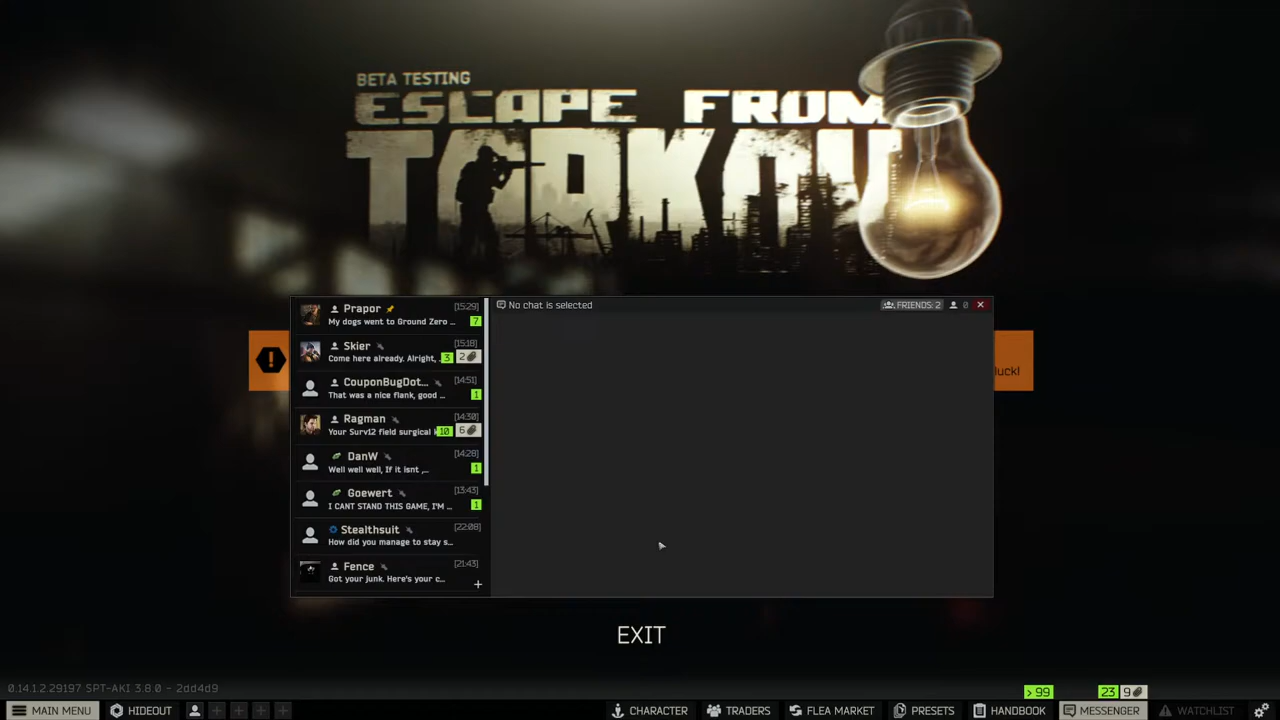 BETA TESTING
ESCAPE FROM
TARKOV
Prapor [15:29]
My dogs went to Ground Zero ... 7
Skier [15:18]
Come here already. Alright, . 3 2
CouponBugDot... [14:51]
That was a nice flank, good ... 1
Ragman [14:30]
Your Surv12 field surgical 10 6
DanW [14:28]
Well well well, If it isnt ,... 1
Goewert [13:43]
I CANT STAND THIS GAME, I'M ... 1
Stealthsuit [22:08]
How did you manage to stay s...
Fence [21:43]
Got your junk. Here's your c...
+
No chat is selected
FRIENDS: 2 0
luck!
EXIT
0.14.1.2.29197 SPT-AKI 3.8.0 - 2dd4d9
> 99 23 9
MAIN MENU HIDEOUT CHARACTER TRADERS FLEA MARKET PRESETS HANDBOOK MESSENGER WATCHLIST